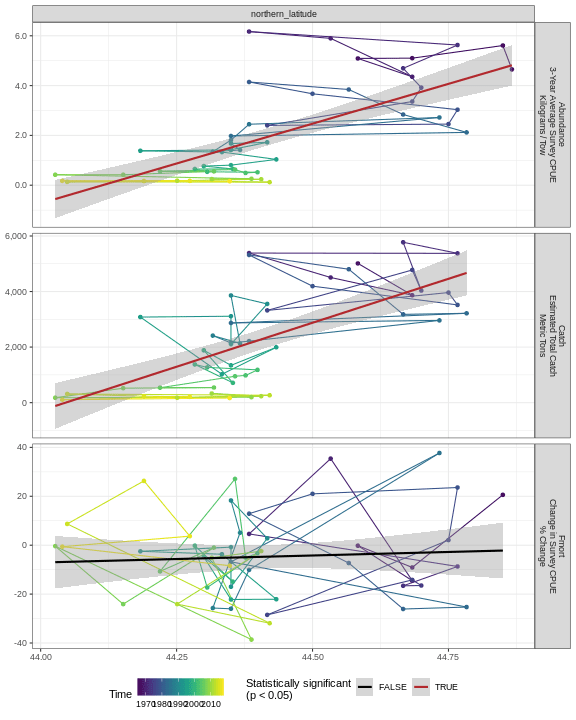 northern_latitude
6.0
4.0
2.0
0.0
Abundance
3-Year Average Survey CPUE
Kilograms / Tow
6,000
4,000
2,000
0
Catch
Estimated Total Catch
Metric Tons
40
20
0
-20
-40
Fmort
Change in Survey CPUE
% Change
44.00
44.25
44.50
44.75
Time
1970
1980
1990
2000
2010
Statistically significant
(p < 0.05)
FALSE
TRUE